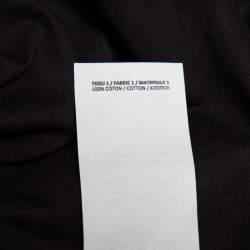 TISSU 1 / FABRIC 1 / МАТЕРИАЛ 1
100% COTON / COTTON / ХЛОПОК